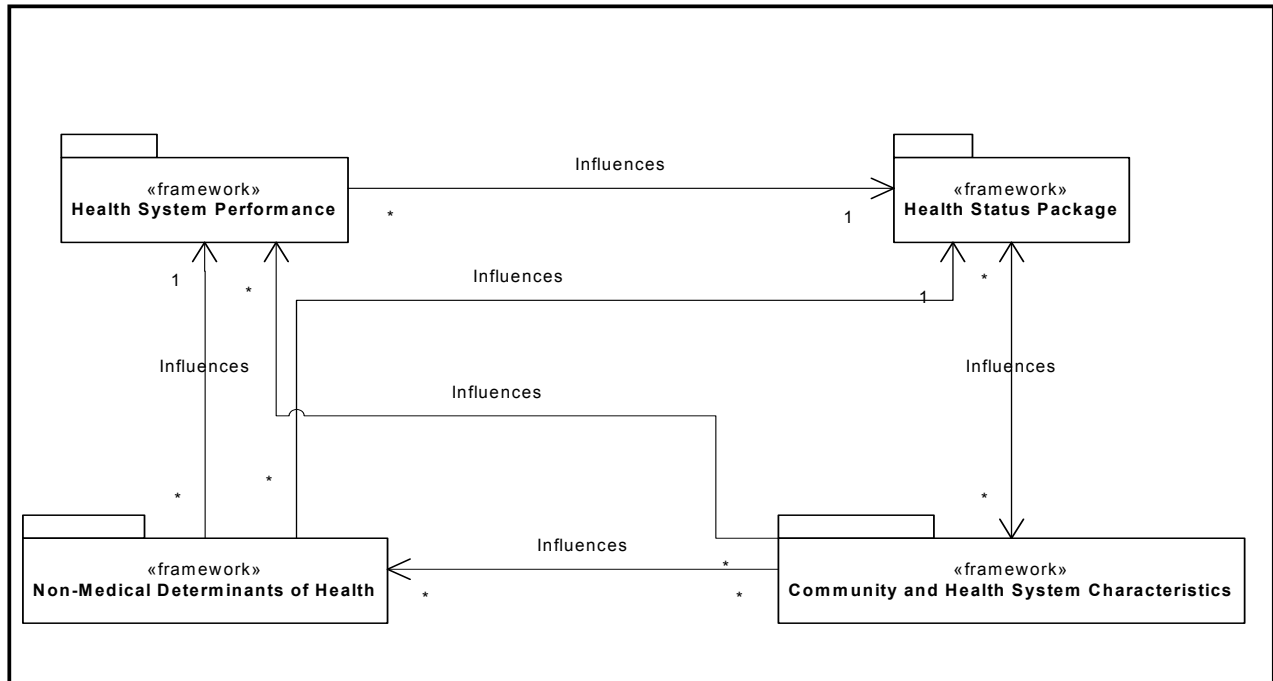 Influences
«framework»
Health System Performance
«framework»
Health Status Package
*
1
Influences
1
*
*
1
Influences
Influences
Influences
*
*
*
Influences
«framework»
Non-Medical Determinants of Health
*
*
*
«framework»
Community and Health System Characteristics